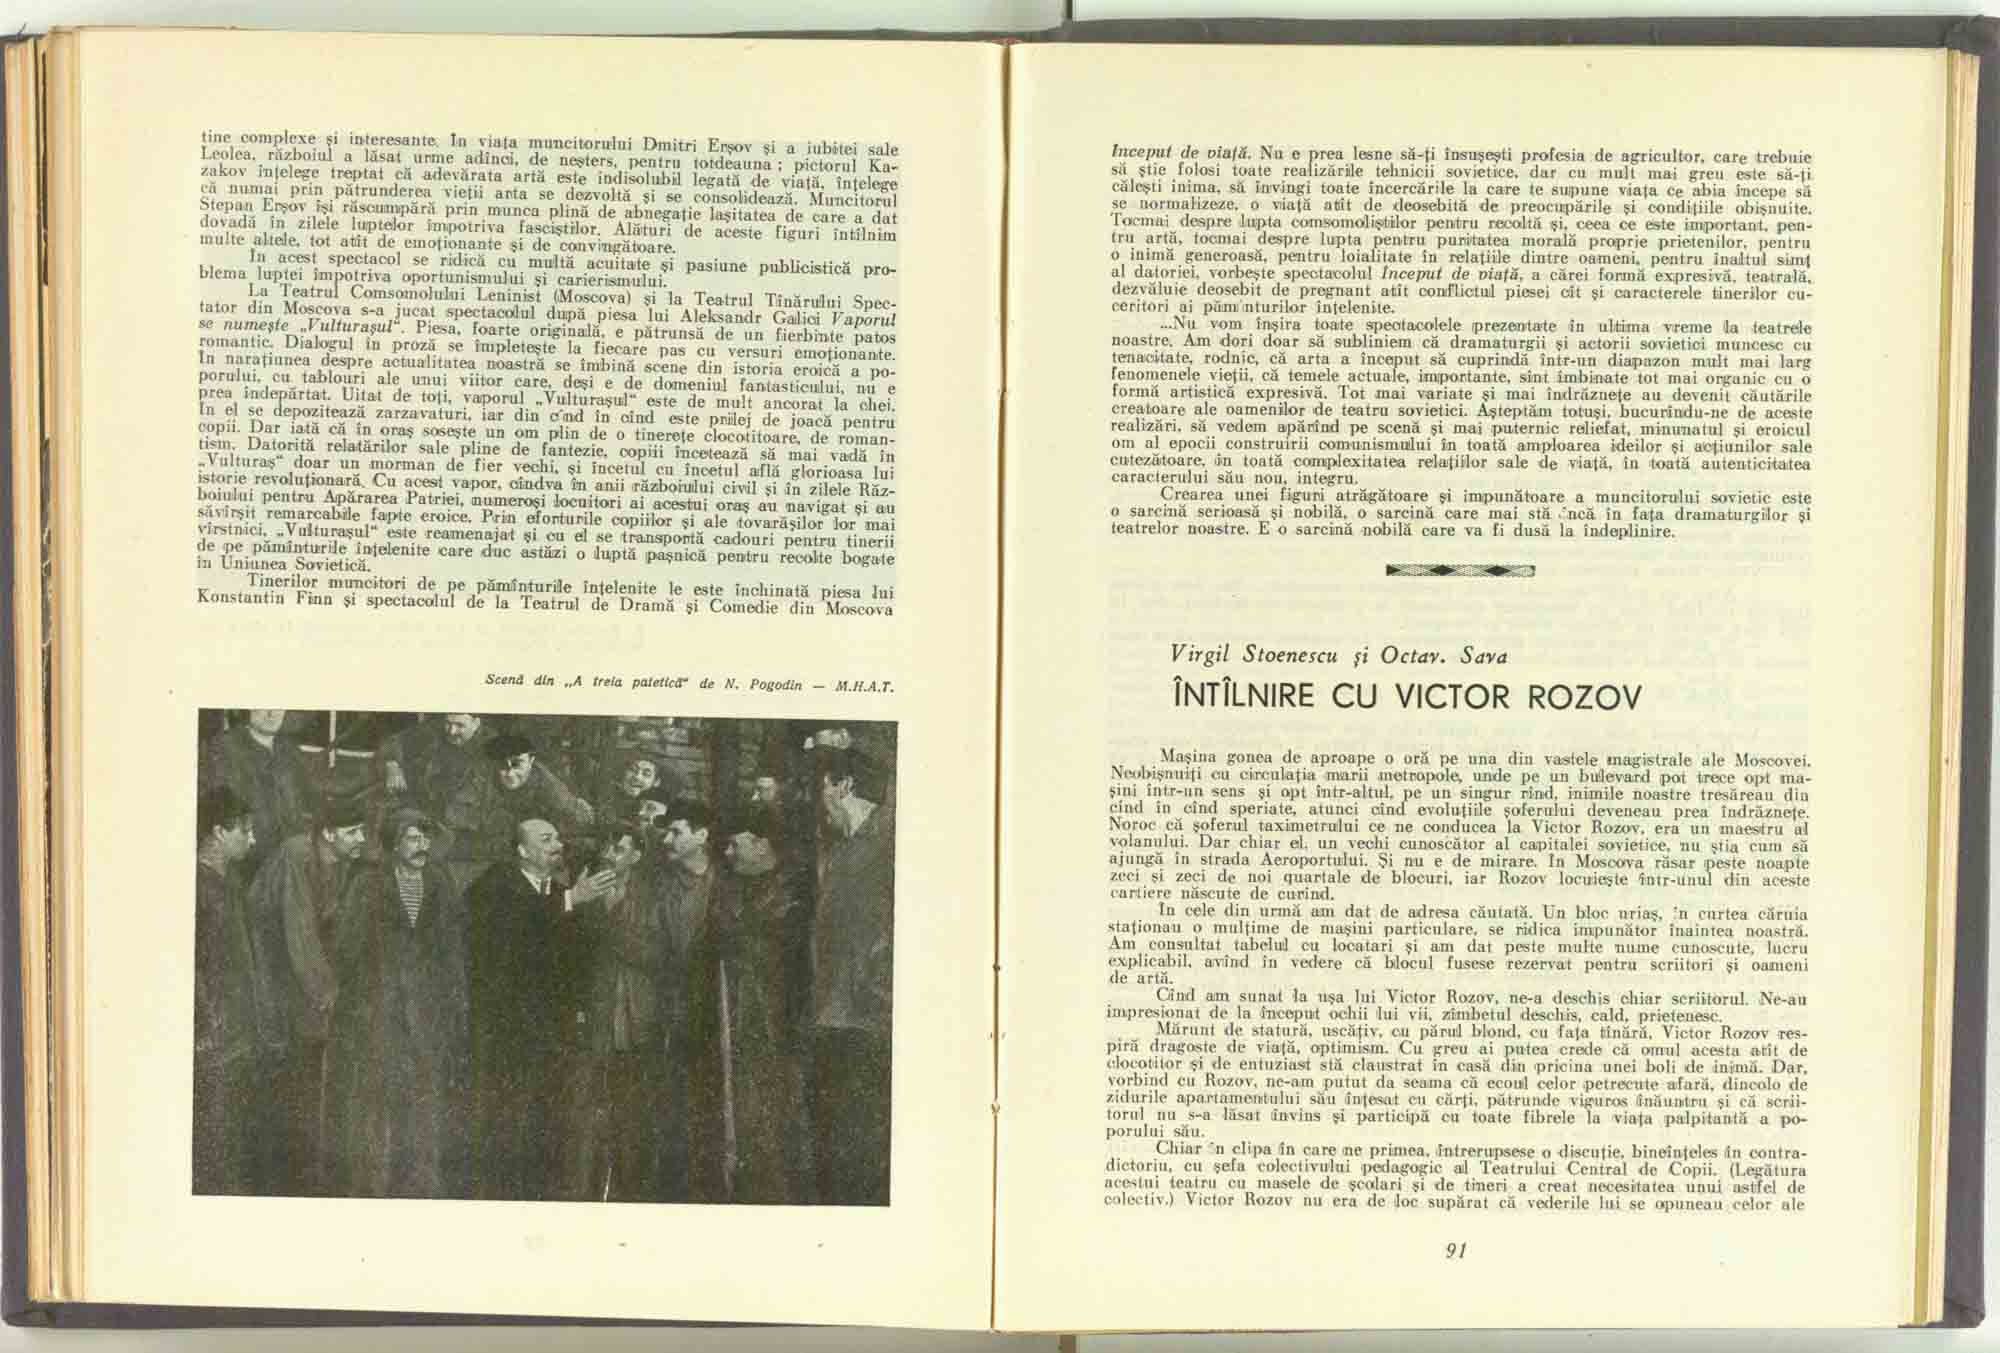 tine complexe și interesante. In viața muncitorului Dmitri Erșov și a iubitei sale
Leolea, războiul a lăsat urme adînci, de neșters, pentru totdeauna ; pictorul Ka-
zakov înțelege treptat că adevărata artă este indisolubil legată de viață, înțelege
că numai prin pătrunderea vieții arta se dezvoltă și se consolidează. Muncitorul
Stepan Erșov își răscumpără prin munca plină de abnegație lașitatea de care a dat
dovadă în zilele luptelor împotriva fasciștilor. Alături de aceste figuri întîlnim
multe altele, tot atît de emoționante și de convingătoare.
In acest spectacol se ridică cu multă acuitate și pasiune publicistică pro-
blema luptei împotriva oportunismului și carierismului.
La Teatrul Comsomolului Leninist (Moscova) și la Teatrul Tînărului Spec-
tator din Moscova s-a jucat spectacolul după piesa lui Aleksandr Galici Vaporul
se numește „Vulturașul“. Piesa, foarte originală, e pătrunsă de un fierbinte patos
romantic. Dialogul în proză se împletește la fiecare pas cu versuri emoționante.
In narațiunea despre actualitatea noastră se îmbină scene din istoria eroică a po-
porului, cu tablouri ale unui viitor care, deși e de domeniul fantasticului, nu e
prea îndepărtat. Uitat de toți, vaporul „Vulturașul“ este de mult ancorat la chei.
In el se depozitează zarzavaturi, iar din cînd în cînd este prilej de joacă pentru
copii. Dar iată că în oraș sosește un om plin de o tinerețe clocotitoare, de roman-
tism. Datorită relatărilor sale pline de fantezie, copiii încetează să mai vadă în
„Vulturaș“ doar un morman de fier vechi, și încetul cu încetul află glorioasa lui
istorie revoluționară. Cu acest vapor, cîndva în anii războiului civil și în zilele Răz-
boiului pentru Apărarea Patriei, numeroși locuitori ai acestui oraș au navigat și au
săvîrșit remarcabile fapte eroice. Prin eforturile copiilor și ale tovarășilor lor mai
vîrstnici, „Vulturașul“ este reamenajat și cu el se transportă cadouri pentru tinerii
de pe pămînturile înțelenite care duc astăzi o luptă pașnică pentru recolte bogate
în Uniunea Sovietică.
Tinerilor muncitori de pe pămînturile înțelenite le este închinată piesa lui
Konstantin Finn și spectacolul de la Teatrul de Dramă și Comedie din Moscova
Scenă din „A treia patetică“ de N. Pogodin — M.H.A.T.
Inceput de viață. Nu e prea lesne să-ți însușești profesia de agricultor, care trebuie
să știe folosi toate realizările tehnicii sovietice, dar cu mult mai greu este să-ți
călești inima, să învingi toate încercările la care te supune viața ce abia începe să
se normalizeze, o viață atît de deosebită de preocupările și condițiile obișnuite.
Tocmai despre lupta comsomoliștilor pentru recoltă și, ceea ce este important, pen-
tru artă, tocmai despre lupta pentru puritatea morală proprie prietenilor, pentru
o inimă generoasă, pentru loialitate în relațiile dintre oameni, pentru înaltul simț
al datoriei, vorbește spectacolul Inceput de viață, a cărei formă expresivă, teatrală,
dezvăluie deosebit de pregnant atît conflictul piesei cît și caracterele tinerilor cu-
ceritori ai pămînturilor înțelenite.
...Nu vom înșira toate spectacolele prezentate în ultima vreme la teatrele
noastre. Am dori doar să subliniem că dramaturgii și actorii sovietici muncesc cu
tenacitate, rodnic, că arta a început să cuprindă într-un diapazon mult mai larg
fenomenele vieții, că temele actuale, importante, sînt îmbinate tot mai organic cu o
formă artistică expresivă. Tot mai variate și mai îndrăznețe au devenit căutările
creatoare ale oamenilor de teatru sovietici. Așteptăm totuși, bucurîndu-ne de aceste
realizări, să vedem apărînd pe scenă și mai puternic reliefat, minunatul și eroicul
om al epocii construirii comunismului în toată amploarea ideilor și acțiunilor sale
cutezătoare, în toată complexitatea relațiilor sale de viață, în toată autenticitatea
caracterului său nou, integru.
Crearea unei figuri atrăgătoare și impunătoare a muncitorului sovietic este
o sarcină serioasă și nobilă, o sarcină care mai stă încă în fața dramaturgilor și
teatrelor noastre. E o sarcină nobilă care va fi dusă la îndeplinire.
Virgil Stoenescu și Octav. Sava
ÎNTÎLNIRE CU VICTOR ROZOV
Mașina gonea de aproape o oră pe una din vastele magistrale ale Moscovei.
Neobișnuiți cu circulația marii metropole, unde pe un bulevard pot trece opt ma-
șini într-un sens și opt într-altul, pe un singur rînd, inimile noastre tresăreau din
cînd în cînd speriate, atunci cînd evoluțiile șoferului deveneau prea îndrăznețe.
Noroc că șoferul taximetrului ce ne conducea la Victor Rozov, era un maestru al
volanului. Dar chiar el, un vechi cunoscător al capitalei sovietice, nu știa cum să
ajungă în strada Aeroportului. Și nu e de mirare. In Moscova răsar peste noapte
zeci și zeci de noi quartale de blocuri, iar Rozov locuiește într-unul din aceste
cartiere născute de curînd.
In cele din urmă am dat de adresa căutată. Un bloc uriaș, în curtea căruia
staționau o mulțime de mașini particulare, se ridica impunător înaintea noastră.
Am consultat tabelul cu locatari și am dat peste multe nume cunoscute, lucru
explicabil, avînd în vedere că blocul fusese rezervat pentru scriitori și oameni
de artă.
Cînd am sunat la ușa lui Victor Rozov, ne-a deschis chiar scriitorul. Ne-au
impresionat de la început ochii lui vii, zîmbetul deschis, cald, prietenesc.
Mărunt de statură, uscățiv, cu părul blond, cu fața tînără, Victor Rozov res-
piră dragoste de viață, optimism. Cu greu ai putea crede că omul acesta atît de
clocotitor și de entuziast stă claustrat în casă din pricina unei boli de inimă. Dar,
vorbind cu Rozov, ne-am putut da seama că ecoul celor petrecute afară, dincolo de
zidurile apartamentului său înțesat cu cărți, pătrunde viguros înăuntru și că scrii-
torul nu s-a lăsat învins și participă cu toate fibrele la viața palpitantă a po-
porului său.
Chiar în clipa în care ne primea, întrerupsese o discuție, bineînțeles în contra-
dictoriu, cu șefa colectivului pedagogic al Teatrului Central de Copii. (Legătura
acestui teatru cu masele de școlari și de tineri a creat necesitatea unui astfel de
colectiv.) Victor Rozov nu era de loc supărat că vederile lui se opuneau celor ale
91